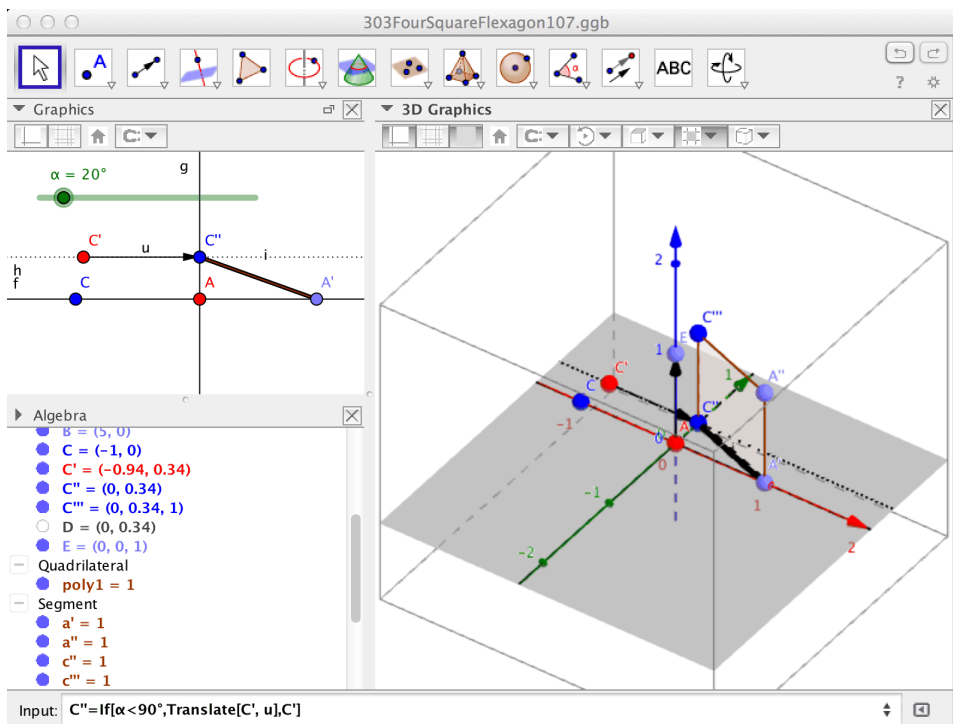 303FourSquareFlexagon107.ggb
A
α
ABC
?
Graphics
3D Graphics
g
α = 20°
C'
u
C''
i
h
f
C
A
A'
Algebra
B = (5, 0)
C = (-1, 0)
C' = (-0.94, 0.34)
C'' = (0, 0.34)
C''' = (0, 0.34, 1)
D = (0, 0.34)
E = (0, 0, 1)
Quadrilateral
poly1 = 1
Segment
a' = 1
a'' = 1
c'' = 1
c''' = 1
2
C'''
E
1
C'
1
A''
C
C''
-1
A
0
0
A'
-1
1
2
-2
Input: C''=If[α<90°,Translate[C', u],C']